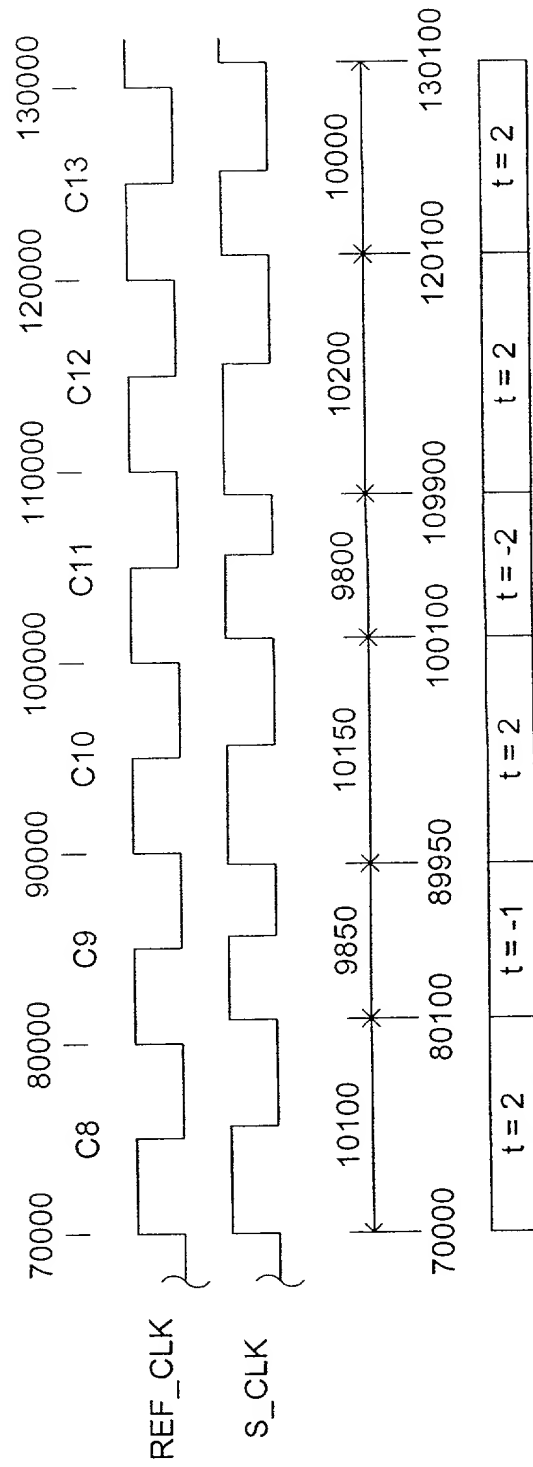 70000 80000 90000 100000 110000 120000 130000
C8 C9 C10 C11 C12 C13
REF_CLK
S_CLK
10100 9850 10150 9800 10200 10000
70000 80100 89950 100100 109900 120100 130100
t = 2 t = -1 t = 2 t = -2 t = 2 t = 2